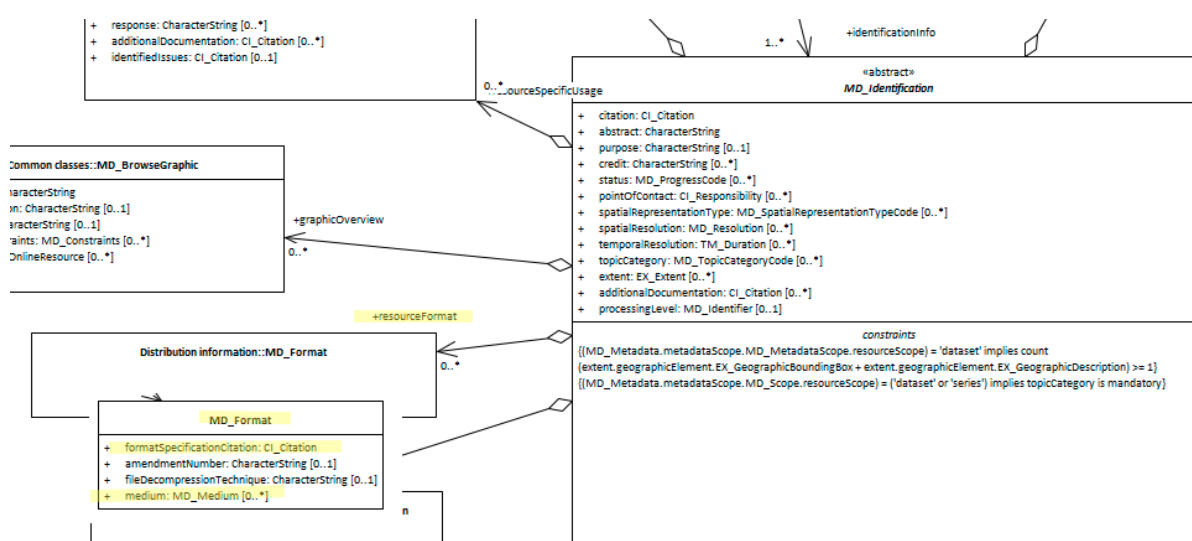 + response: CharacterString [0..*]
+ additionalDocumentation: CI_Citation [0..*]
+ identifiedIssues: CI_Citation [0..1]
0..*
ourceSpecificUsage
1..*
+identificationInfo
«abstract»
MD_Identification
+ citation: CI_Citation
+ abstract: CharacterString
+ purpose: CharacterString [0..1]
+ credit: CharacterString [0..*]
+ status: MD_ProgressCode [0..*]
+ pointOfContact: CI_Responsibility [0..*]
+ spatialRepresentationType: MD_SpatialRepresentationTypeCode [0..*]
+ spatialResolution: MD_Resolution [0..*]
+ temporalResolution: TM_Duration [0..*]
+ topicCategory: MD_TopicCategoryCode [0..*]
+ extent: EX_Extent [0..*]
+ additionalDocumentation: CI_Citation [0..*]
+ processingLevel: MD_Identifier [0..1]
constraints
{(MD_Metadata.metadataScope.MD_MetadataScope.resourceScope) = 'dataset' implies count
(extent.geographicElement.EX_GeographicBoundingBox + extent.geographicElement.EX_GeographicDescription) >= 1}
{(MD_Metadata.metadataScope.MD_Scope.resourceScope) = ('dataset' or 'series') implies topicCategory is mandatory}
Common classes::MD_BrowseGraphic
haracterString
on: CharacterString [0..1]
aracterString [0..1]
raints: MD_Constraints [0..*]
OnlineResource [0..*]
+graphicOverview
0..*
+resourceFormat
0..*
Distribution information::MD_Format
MD_Format
+ formatSpecificationCitation: CI_Citation
+ amendmentNumber: CharacterString [0..1]
+ fileDecompressionTechnique: CharacterString [0..1]
+ medium: MD_Medium [0..*]
n